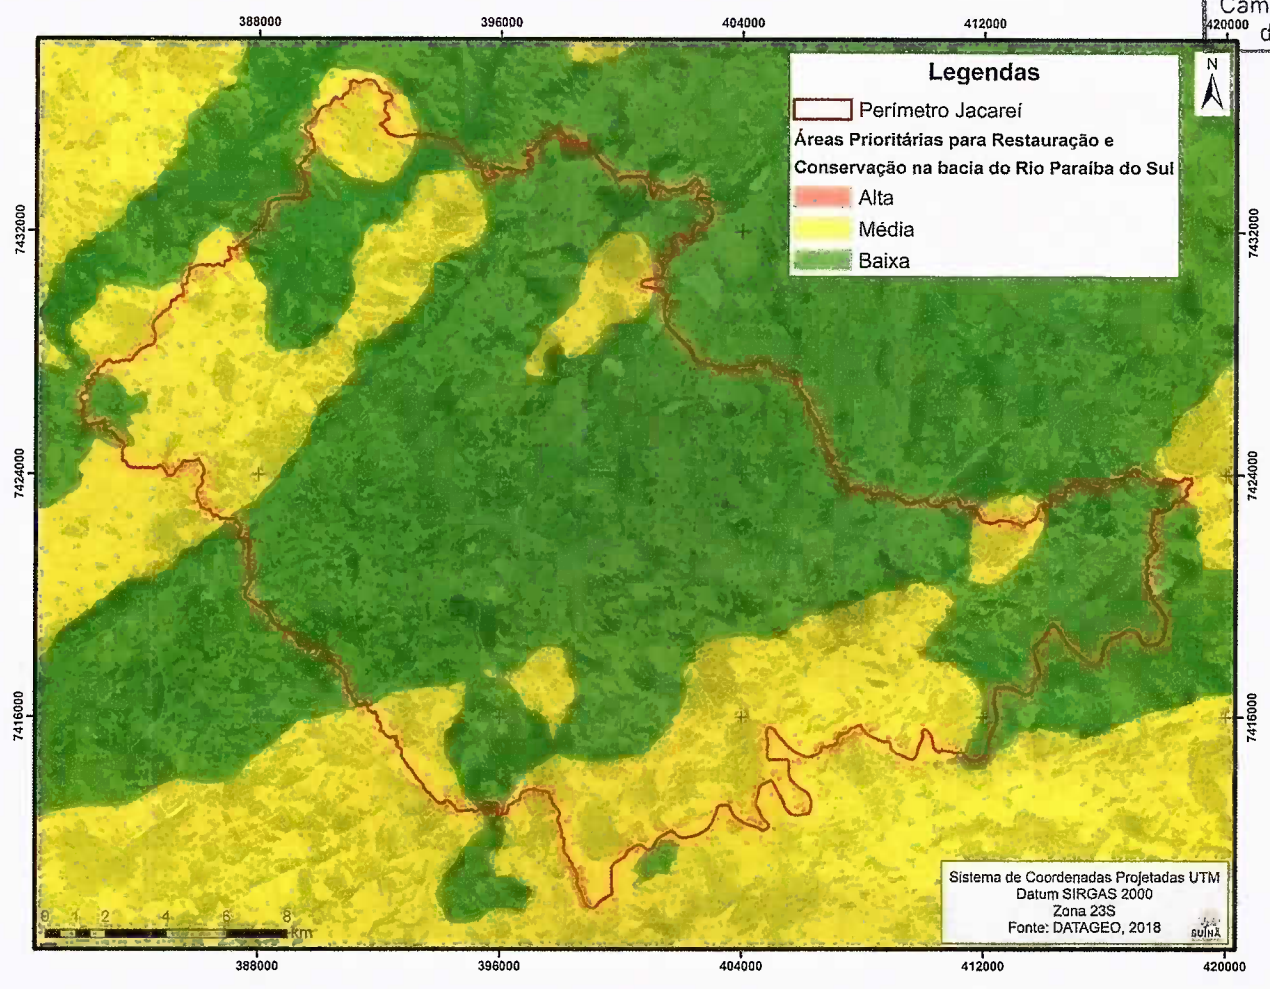 Cam
d
388000 396000 404000 412000 420000
N
Legendas
Perímetro Jacareí
Áreas Prioritárias para Restauração e
Conservação na bacia do Rio Paraíba do Sul
Alta
Média
Baixa
7432000 7432000
7424000 7424000
7416000 7416000
Sistema de Coordenadas Projetadas UTM
Datum SIRGAS 2000
Zona 23S
Fonte: DATAGEO, 2018
SUINÃ
0 1 2 4 6 8
km
388000 396000 404000 412000 420000